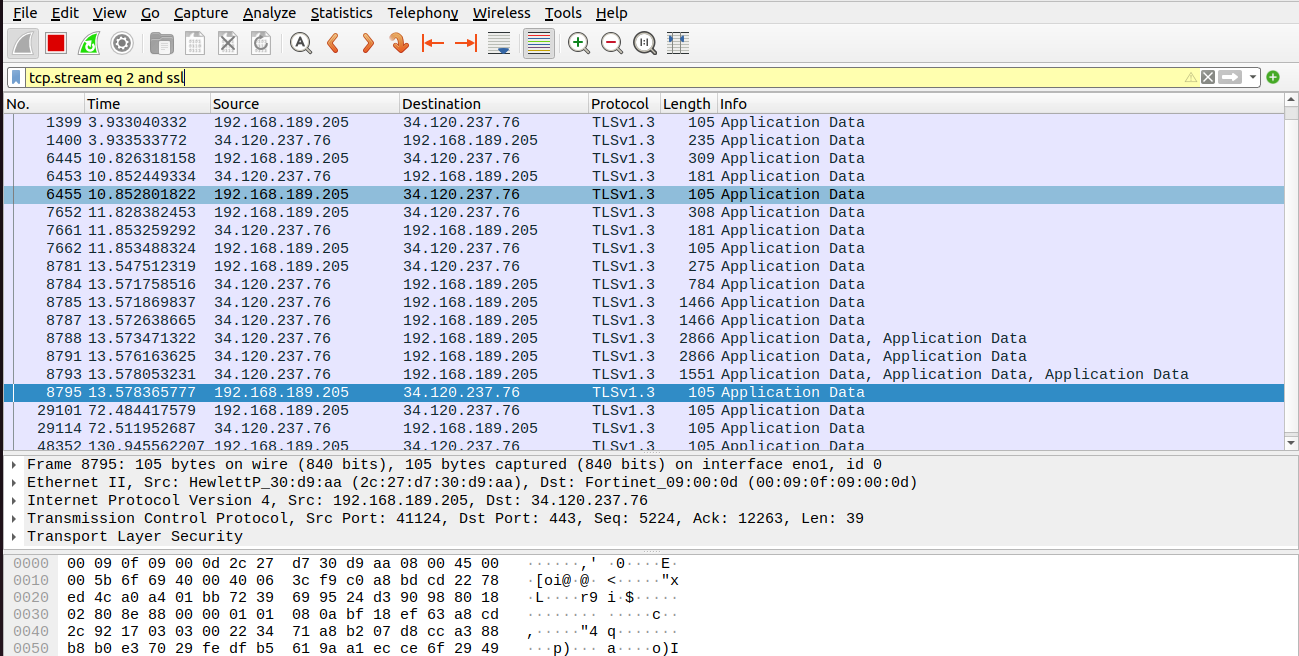 File Edit View Go Capture Analyze Statistics Telephony Wireless Tools Help
tcp.stream eq 2 and ssl
No. Time Source Destination Protocol Length Info
1399 3.933040332 192.168.189.205 34.120.237.76 TLSv1.3 105 Application Data
1400 3.933533772 34.120.237.76 192.168.189.205 TLSv1.3 235 Application Data
6445 10.826318158 192.168.189.205 34.120.237.76 TLSv1.3 309 Application Data
6453 10.852449334 34.120.237.76 192.168.189.205 TLSv1.3 181 Application Data
6455 10.852801822 192.168.189.205 34.120.237.76 TLSv1.3 105 Application Data
7652 11.828382453 192.168.189.205 34.120.237.76 TLSv1.3 308 Application Data
7661 11.853259292 34.120.237.76 192.168.189.205 TLSv1.3 181 Application Data
7662 11.853488324 192.168.189.205 34.120.237.76 TLSv1.3 105 Application Data
8781 13.547512319 192.168.189.205 34.120.237.76 TLSv1.3 275 Application Data
8784 13.571758516 34.120.237.76 192.168.189.205 TLSv1.3 784 Application Data
8785 13.571869837 34.120.237.76 192.168.189.205 TLSv1.3 1466 Application Data
8787 13.572638665 34.120.237.76 192.168.189.205 TLSv1.3 1466 Application Data
8788 13.573471322 34.120.237.76 192.168.189.205 TLSv1.3 2866 Application Data, Application Data
8791 13.576163625 34.120.237.76 192.168.189.205 TLSv1.3 2866 Application Data, Application Data
8793 13.578053231 34.120.237.76 192.168.189.205 TLSv1.3 1551 Application Data, Application Data, Application Data
8795 13.578365777 192.168.189.205 34.120.237.76 TLSv1.3 105 Application Data
29101 72.484417579 192.168.189.205 34.120.237.76 TLSv1.3 105 Application Data
29114 72.511952687 34.120.237.76 192.168.189.205 TLSv1.3 105 Application Data
48352 130.945562207 192.168.189.205 34.120.237.76 TLSv1.3 105 Application Data
Frame 8795: 105 bytes on wire (840 bits), 105 bytes captured (840 bits) on interface eno1, id 0
Ethernet II, Src: HewlettP_30:d9:aa (2c:27:d7:30:d9:aa), Dst: Fortinet_09:00:0d (00:09:0f:09:00:0d)
Internet Protocol Version 4, Src: 192.168.189.205, Dst: 34.120.237.76
Transmission Control Protocol, Src Port: 41124, Dst Port: 443, Seq: 5224, Ack: 12263, Len: 39
Transport Layer Security
0000 00 09 0f 09 00 0d 2c 27 d7 30 d9 aa 08 00 45 00 ······,' ·0····E·
0010 00 5b 6f 69 40 00 40 06 3c f9 c0 a8 bd cd 22 78 ·[oi@·@· <·····"x
0020 ed 4c a0 a4 01 bb 72 39 69 95 24 d3 90 98 80 18 ·L····r9 i·$·····
0030 02 80 8e 88 00 00 01 01 08 0a bf 18 ef 63 a8 cd ········ ·····c··
0040 2c 92 17 03 03 00 22 34 71 a8 b2 07 d8 cc a3 88 ,·····"4 q·······
0050 b8 b0 e3 70 29 fe df b5 61 9a a1 ec ce 6f 29 49 ···p)··· a····o)I